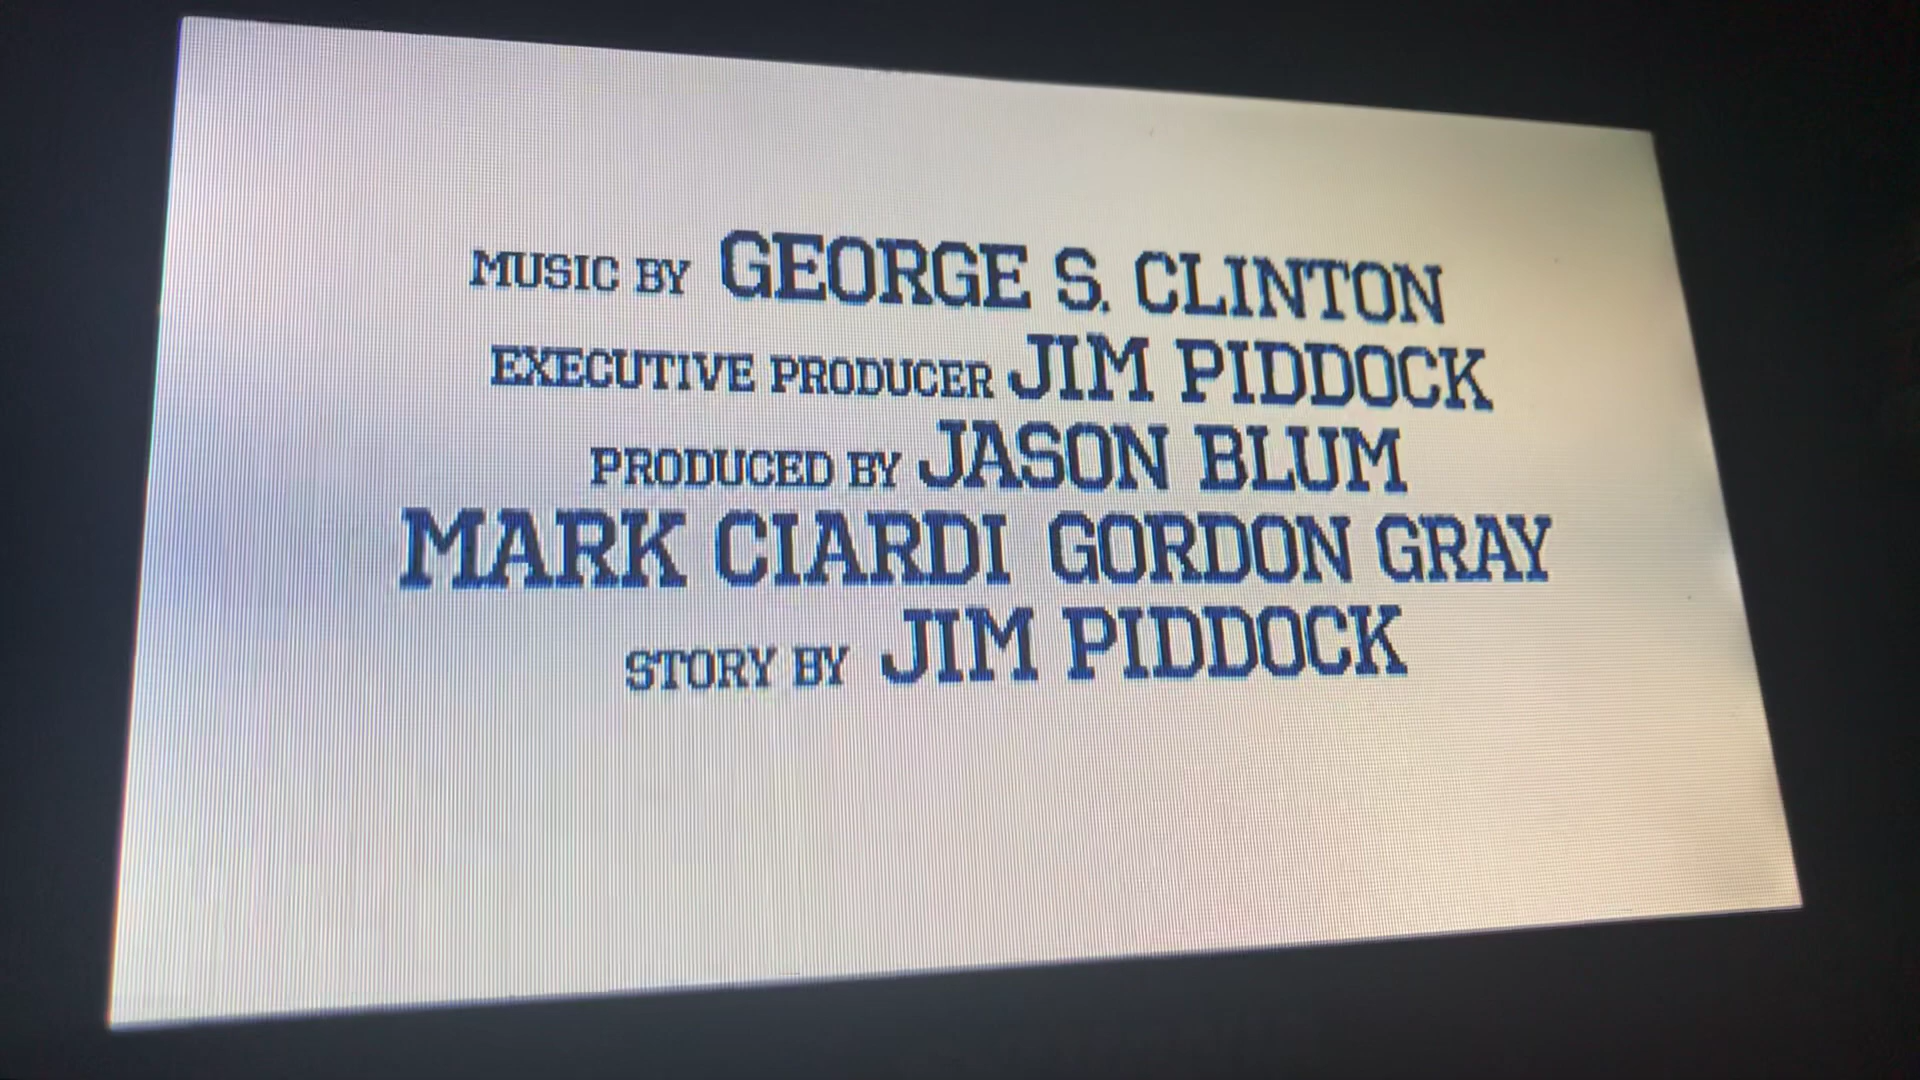 MUSIC BY GEORGE S. CLINTON
EXECUTIVE PRODUCER JIM PIDDOCK
PRODUCED BY JASON BLUM
MARK CIARDI GORDON GRAY
STORY BY JIM PIDDOCK